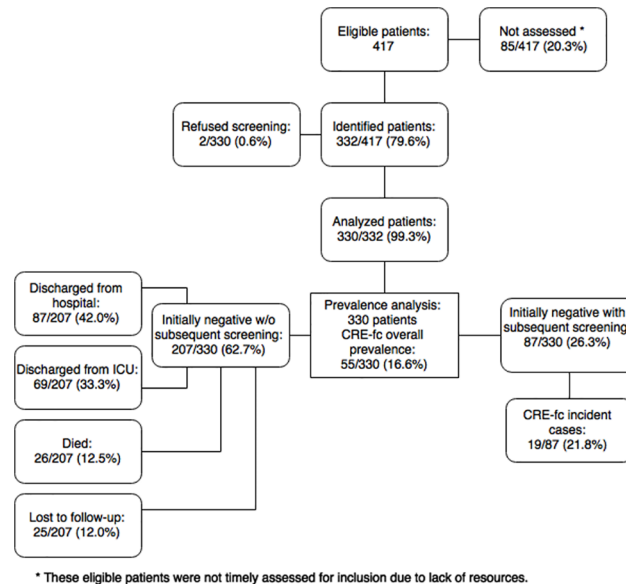 Eligible patients:
417
Not assessed *
85/417 (20.3%)
Refused screening:
2/330 (0.6%)
Identified patients:
332/417 (79.6%)
Analyzed patients:
330/332 (99.3%)
Discharged from
hospital:
87/207 (42.0%)
Initially negative w/o
subsequent screening:
207/330 (62.7%)
Prevalence analysis:
330 patients
CRE-fc overall
prevalence:
55/330 (16.6%)
Initially negative with
subsequent screening
87/330 (26.3%)
Discharged from ICU:
69/207 (33.3%)
CRE-fc incident
cases:
19/87 (21.8%)
Died:
26/207 (12.5%)
Lost to follow-up:
25/207 (12.0%)
* These eligible patients were not timely assessed for inclusion due to lack of resources.